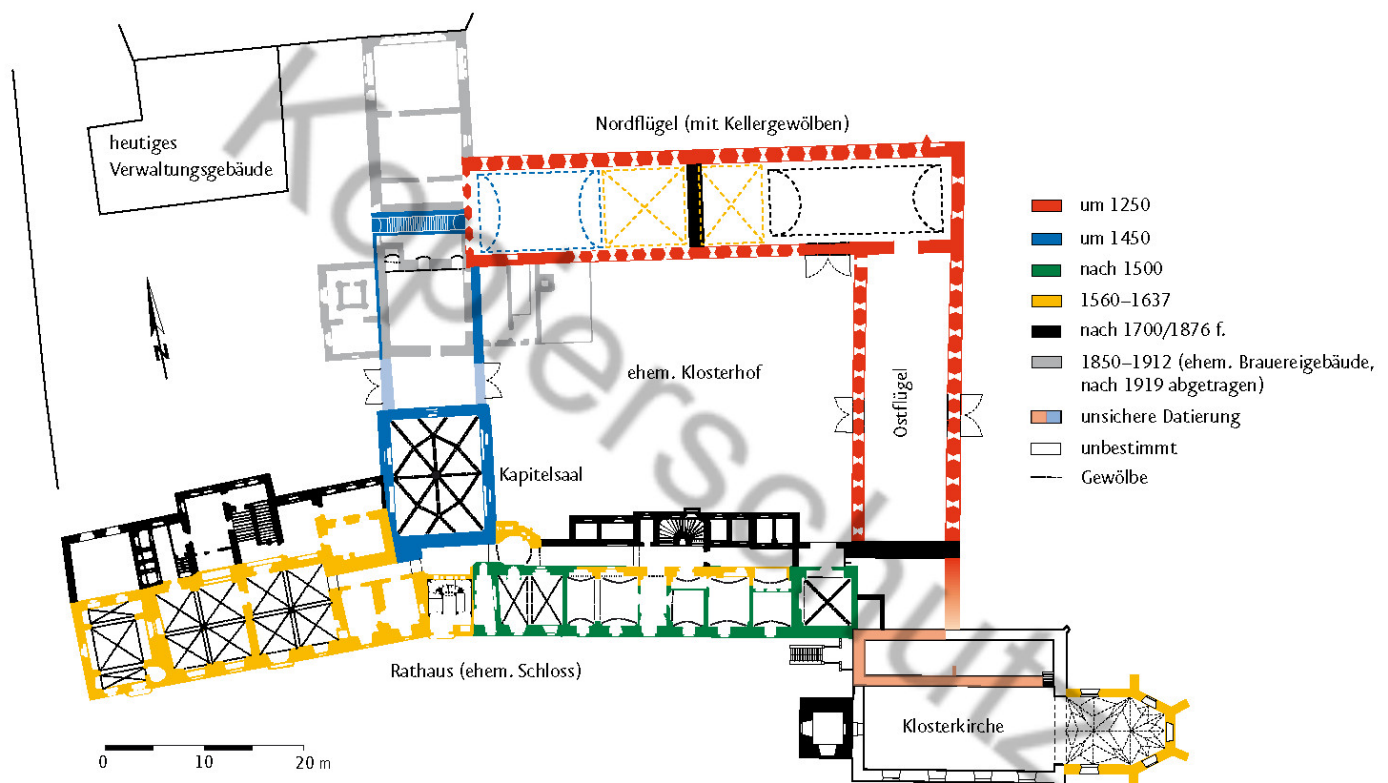 heutiges
Verwaltungsgebäude
Nordflügel (mit Kellergewölben)
N
ehem. Klosterhof
Ostflügel
Kapitelsaal
Rathaus (ehem. Schloss)
Klosterkirche
0 10 20 m
um 1250
um 1450
nach 1500
1560–1637
nach 1700/1876 f.
1850–1912 (ehem. Brauereigebäude,
nach 1919 abgetragen)
unsichere Datierung
unbestimmt
Gewölbe
Kopierschutz